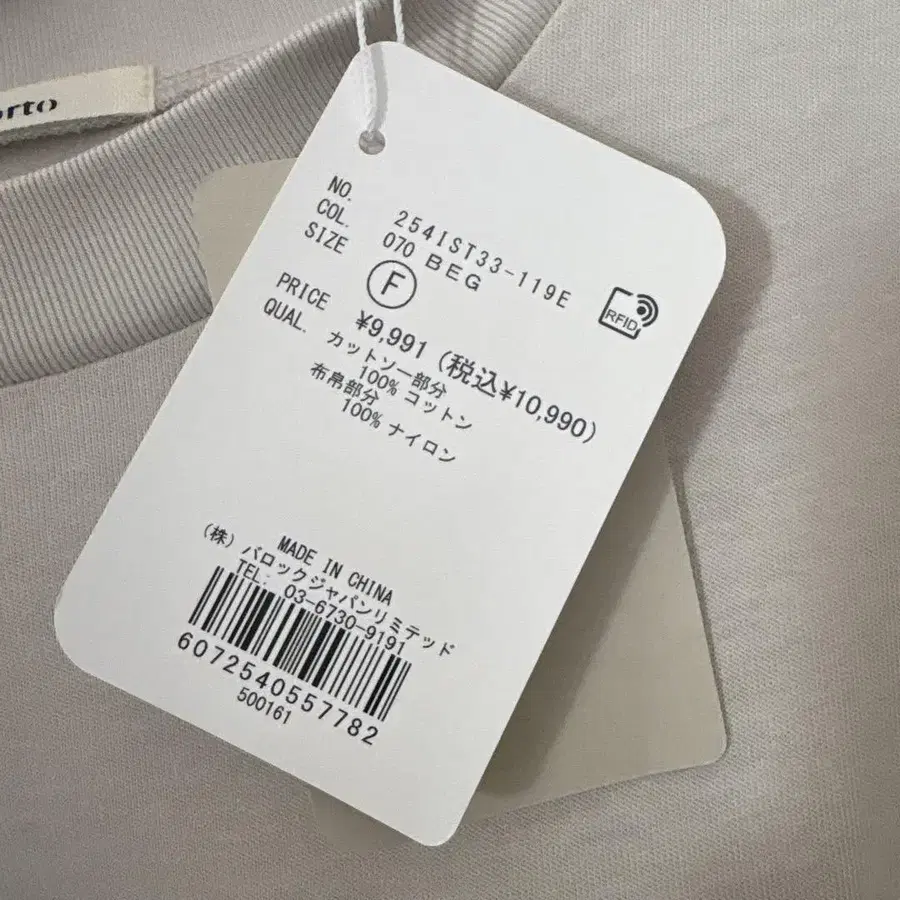 rto
NO. 254IST33-119E
COL. 070 BEG
SIZE F
RFID
PRICE ¥9,991 (税込¥10,990)
QUAL. カットソー部分
100% コットン
布帛部分
100% ナイロン
MADE IN CHINA
(株) バロックジャパンリミテッド
TEL: 03-6730-9191
6072540557782
500161